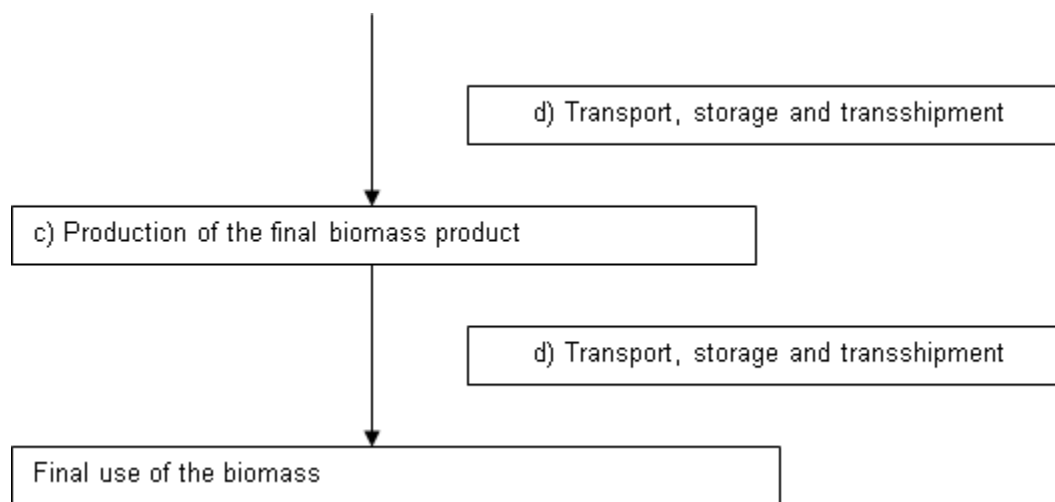 d) Transport, storage and transshipment
c) Production of the final biomass product
d) Transport, storage and transshipment
Final use of the biomass